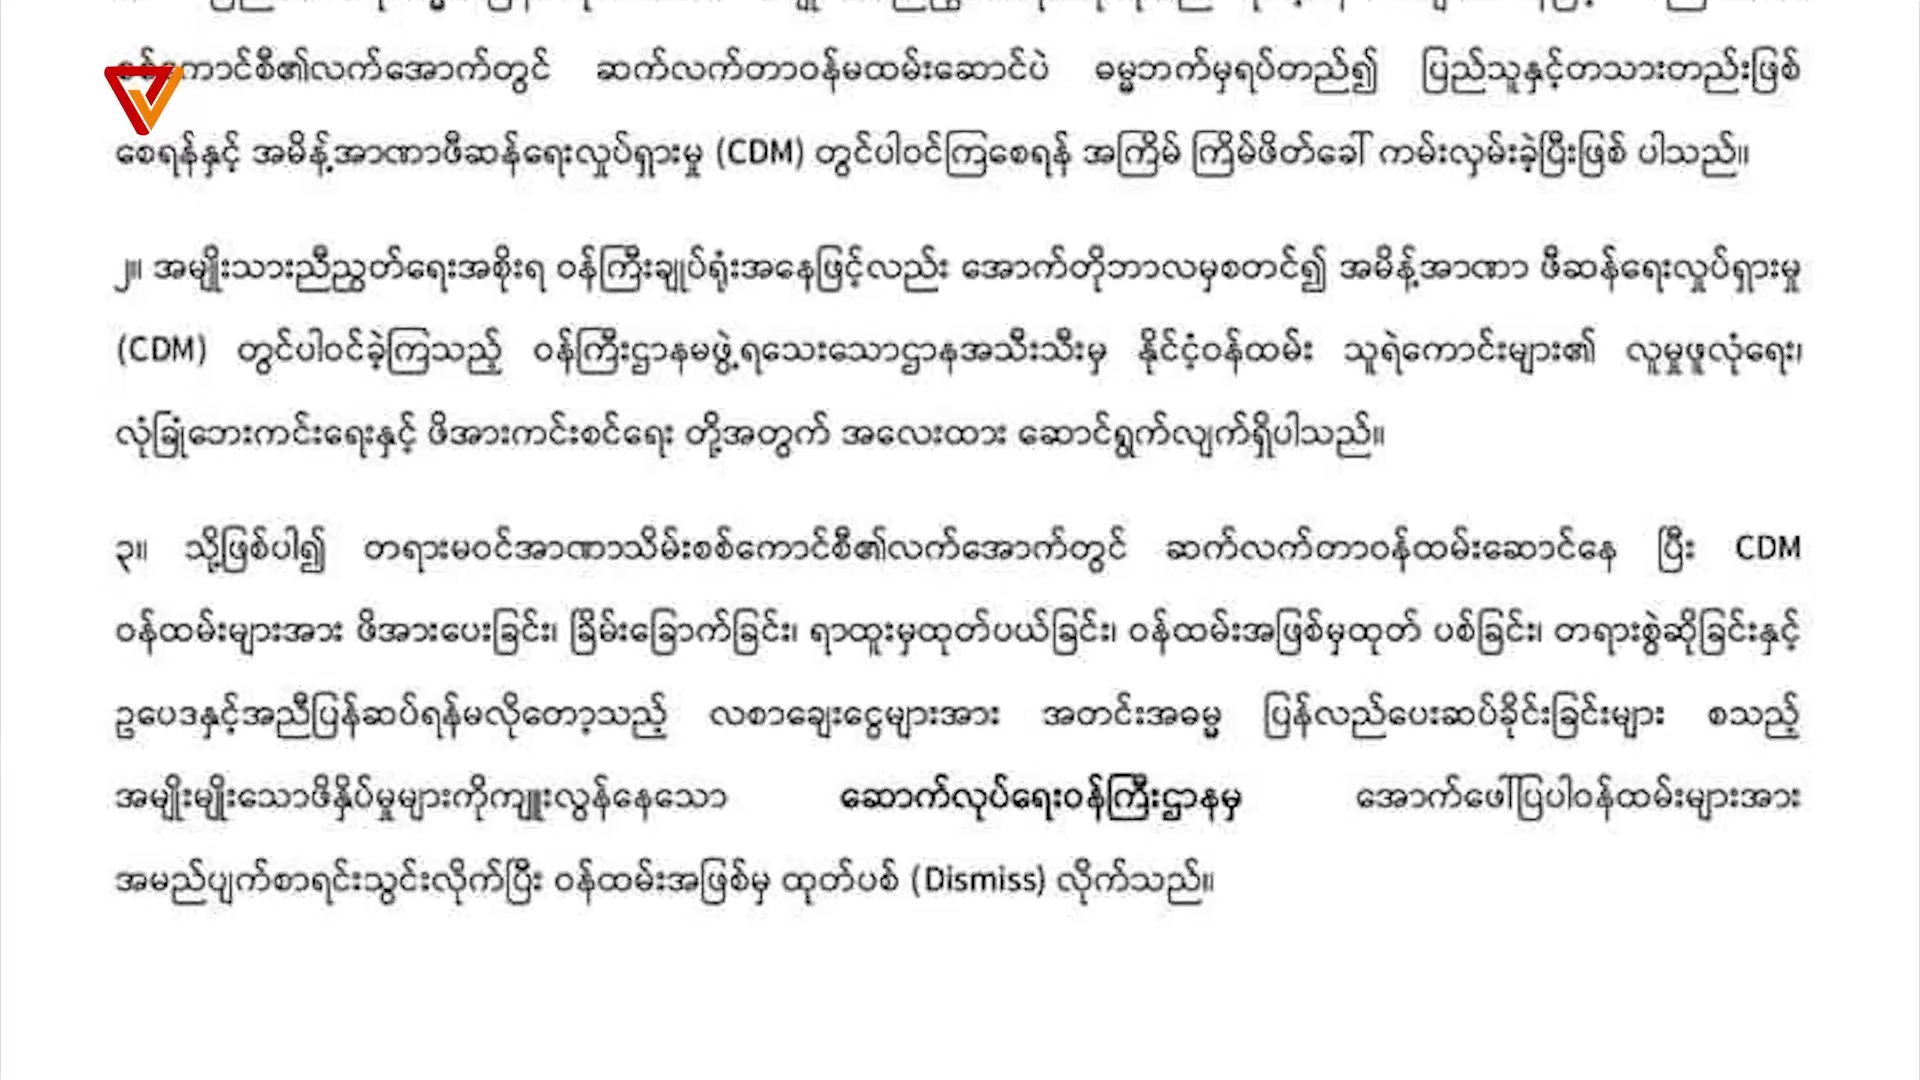 စစ်ကောင်စီ၏လက်အောက်တွင် ဆက်လက်တာဝန်မထမ်းဆောင်ပဲ ဓမ္မဘက်မှရပ်တည်၍ ပြည်သူနှင့်တသားတည်းဖြစ်
စေရန်နှင့် အမိန့်အာဏာဖီဆန်ရေးလှုပ်ရှားမှု (CDM) တွင်ပါဝင်ကြစေရန် အကြိမ် ကြိမ်ဖိတ်ခေါ် ကမ်းလှမ်းခဲ့ပြီးဖြစ် ပါသည်။
၂။ အမျိုးသားညီညွတ်ရေးအစိုးရ ဝန်ကြီးချုပ်ရုံးအနေဖြင့်လည်း အောက်တိုဘာလမှစတင်၍ အမိန့်အာဏာ ဖီဆန်ရေးလှုပ်ရှားမှု
(CDM) တွင်ပါဝင်ခဲ့ကြသည့် ဝန်ကြီးဌာနမဖွဲ့ရသေးသောဌာနအသီးသီးမှ နိုင်ငံ့ဝန်ထမ်း သူရဲကောင်းများ၏ လူမှုဖူလုံရေး၊
လုံခြုံဘေးကင်းရေးနှင့် ဖိအားကင်းစင်ရေး တို့အတွက် အလေးထား ဆောင်ရွက်လျက်ရှိပါသည်။
၃။ သို့ဖြစ်ပါ၍ တရားမဝင်အာဏာသိမ်းစစ်ကောင်စီ၏လက်အောက်တွင် ဆက်လက်တာဝန်ထမ်းဆောင်နေ ပြီး CDM
ဝန်ထမ်းများအား ဖိအားပေးခြင်း၊ ခြိမ်းခြောက်ခြင်း၊ ရာထူးမှထုတ်ပယ်ခြင်း၊ ဝန်ထမ်းအဖြစ်မှထုတ် ပစ်ခြင်း၊ တရားစွဲဆိုခြင်းနှင့်
ဥပေဒနှင့်အညီပြန်ဆပ်ရန်မလိုတော့သည့် လစာချေးငွေများအား အတင်းအဓမ္မ ပြန်လည်ပေးဆပ်ခိုင်းခြင်းများ စသည့်
အမျိုးမျိုးသောဖိနှိပ်မှုများကိုကျူးလွန်နေသော ဆောက်လုပ်ရေးဝန်ကြီးဌာနမှ အောက်ဖေါ်ပြပါဝန်ထမ်းများအား
အမည်ပျက်စာရင်းသွင်းလိုက်ပြီး ဝန်ထမ်းအဖြစ်မှ ထုတ်ပစ် (Dismiss) လိုက်သည်။